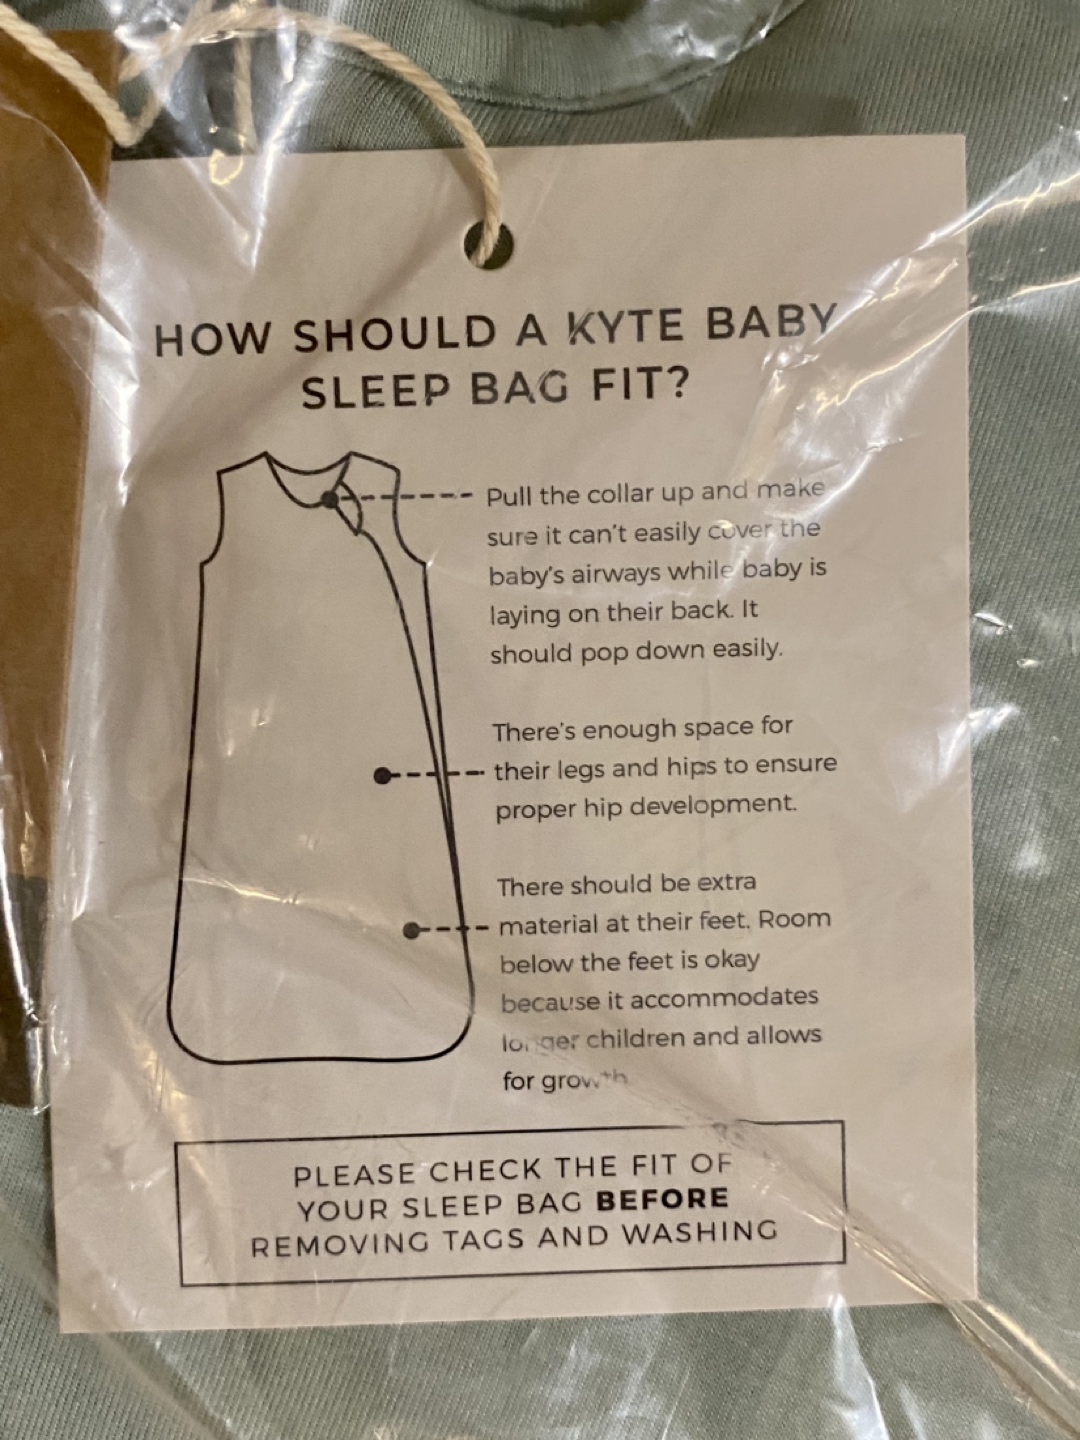 HOW SHOULD A KYTE BABY
SLEEP BAG FIT?
Pull the collar up and make
sure it can't easily cover the
baby's airways while baby is
laying on their back. It
should pop down easily.
There's enough space for
their legs and hips to ensure
proper hip development.
There should be extra
material at their feet. Room
below the feet is okay
because it accommodates
longer children and allows
for growth
PLEASE CHECK THE FIT OF
YOUR SLEEP BAG BEFORE
REMOVING TAGS AND WASHING